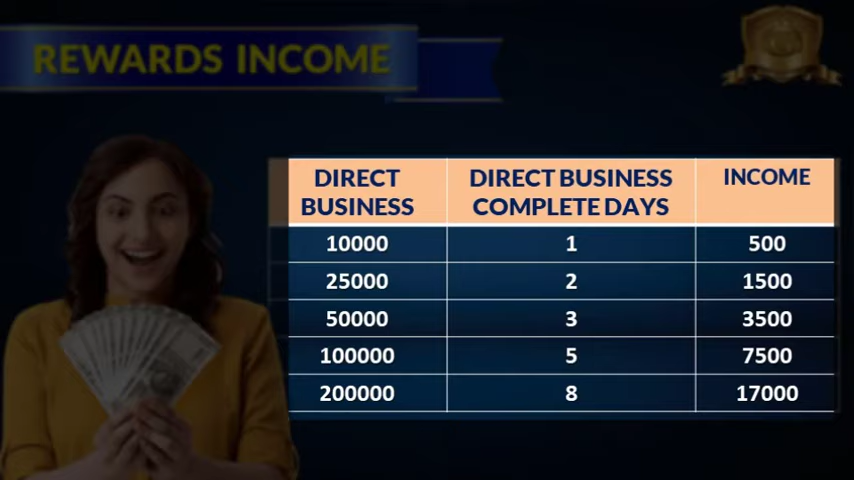 REWARDS INCOME
DIRECT BUSINESS DIRECT BUSINESS COMPLETE DAYS INCOME
10000 1 500
25000 2 1500
50000 3 3500
100000 5 7500
200000 8 17000